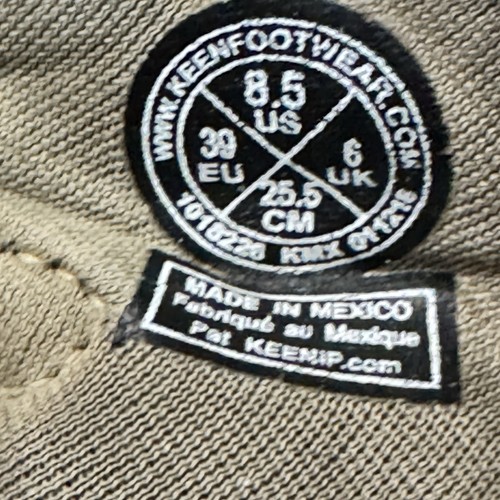 WWW.KEENFOOTWEAR.COM
8.5
US
39
EU
6
UK
25.5
CM
1018226 KMX 011218
MADE IN MEXICO
Fabriqué au Mexique
Pat KEENIP.com